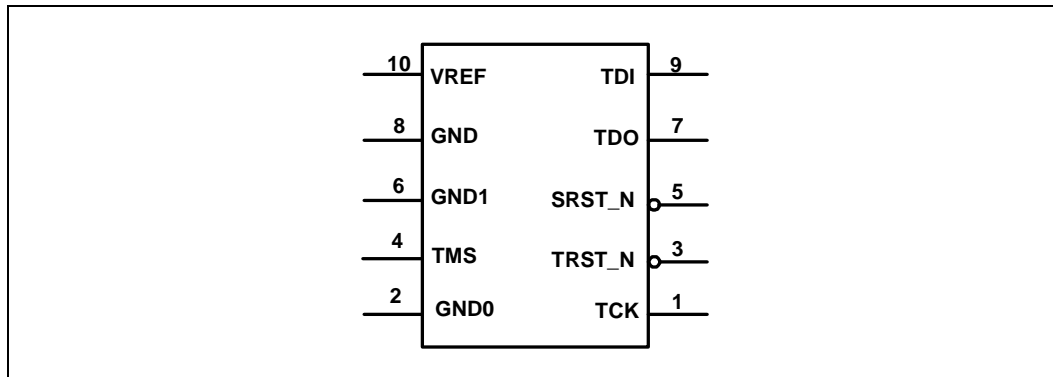 10 VREF TDI 9
8 GND TDO 7
6 GND1 SRST_N 5
4 TMS TRST_N 3
2 GND0 TCK 1